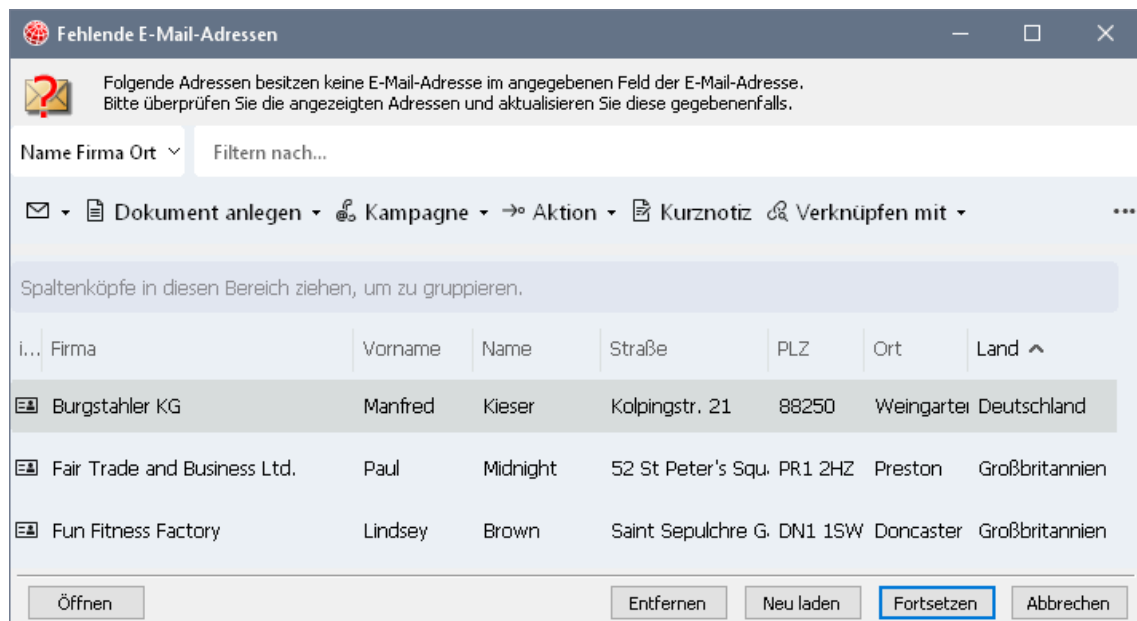 Fehlende E-Mail-Adressen
Folgende Adressen besitzen keine E-Mail-Adresse im angegebenen Feld der E-Mail-Adresse.
Bitte überprüfen Sie die angezeigten Adressen und aktualisieren Sie diese gegebenenfalls.
Name Firma Ort Filtern nach...
Dokument anlegen Kampagne Aktion Kurznotiz Verknüpfen mit ...
Spaltenköpfe in diesen Bereich ziehen, um zu gruppieren.
i... Firma Vorname Name Straße PLZ Ort Land
Burgstahler KG Manfred Kieser Kolpingstr. 21 88250 Weingarten Deutschland
Fair Trade and Business Ltd. Paul Midnight 52 St Peter's Squ. PR1 2HZ Preston Großbritannien
Fun Fitness Factory Lindsey Brown Saint Sepulchre G. DN1 1SW Doncaster Großbritannien
Öffnen Entfernen Neu laden Fortsetzen Abbrechen